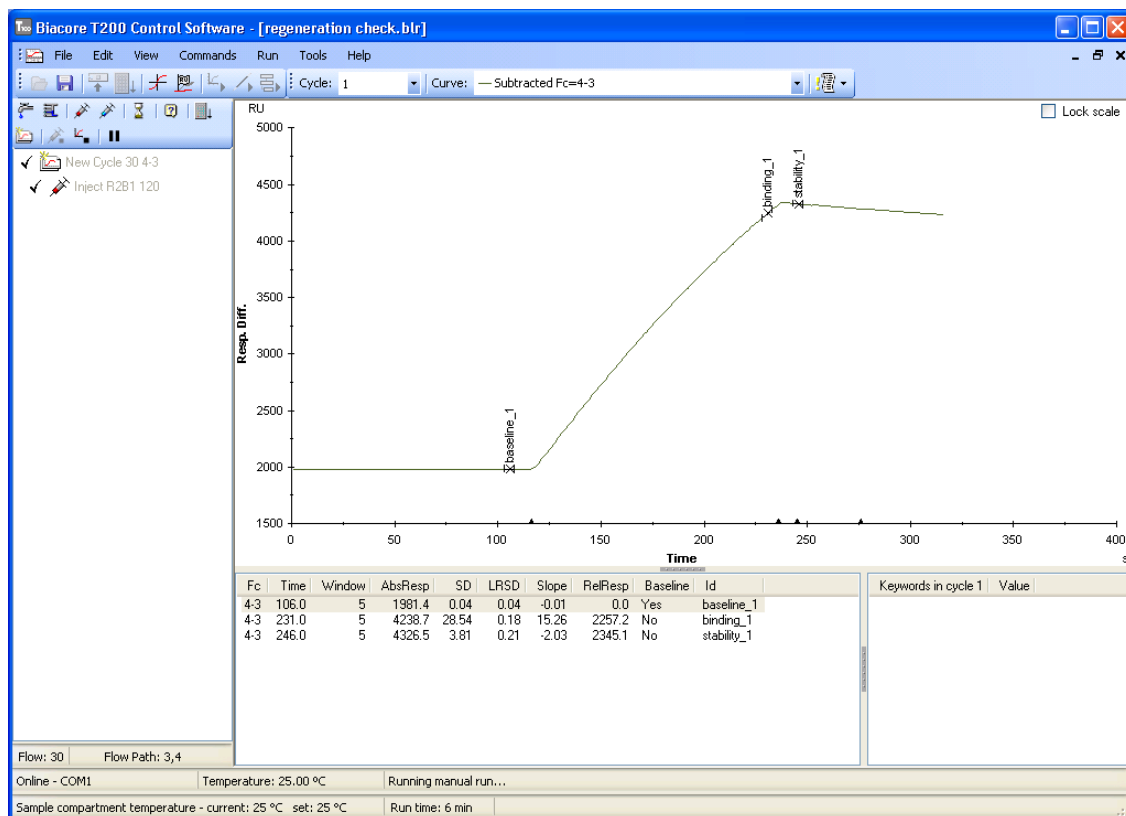 Biacore T200 Control Software - [regeneration check.blr]
File Edit View Commands Run Tools Help
Cycle: 1 Curve: — Subtracted Fc=4-3
New Cycle 30 4-3
Inject R2B1 120
RU
Lock scale
5000
4500
4000
3500
3000
2500
2000
1500
Resp. Diff.
baseline_1
binding_1
stability_1
0 50 100 150 200 250 300 350 400
Time
s
Fc Time Window AbsResp SD LRSD Slope RelResp Baseline Id
4-3 106.0 5 1981.4 0.04 0.04 -0.01 0.0 Yes baseline_1
4-3 231.0 5 4238.7 28.54 0.18 15.26 2257.2 No binding_1
4-3 246.0 5 4326.5 3.81 0.21 -2.03 2345.1 No stability_1
Keywords in cycle 1 Value
Flow: 30 Flow Path: 3,4
Online - COM1 Temperature: 25.00 ºC Running manual run...
Sample compartment temperature - current: 25 ºC set: 25 ºC Run time: 6 min